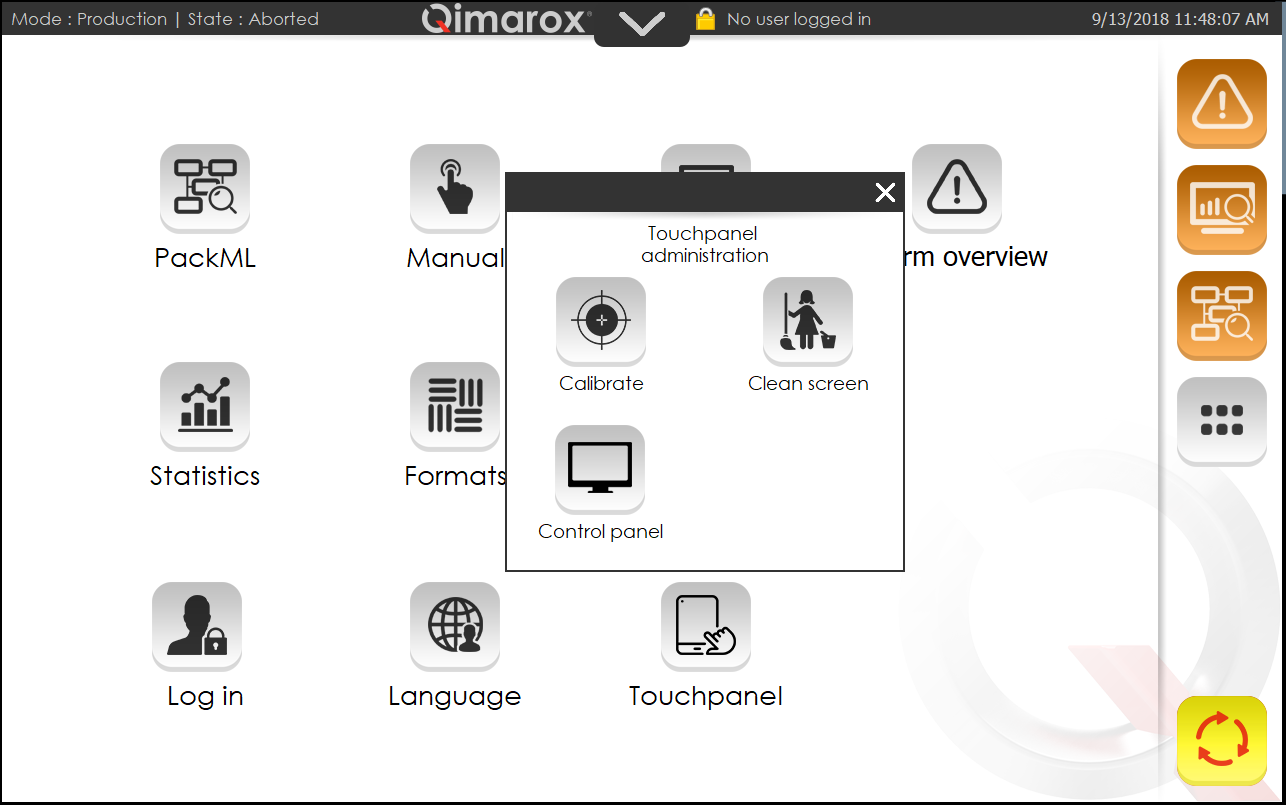 Mode : Production | State : Aborted
Qimarox
No user logged in
9/13/2018 11:48:07 AM
PackML
Manual
rm overview
Touchpanel
administration
Calibrate
Clean screen
Control panel
Statistics
Formats
Log in
Language
Touchpanel